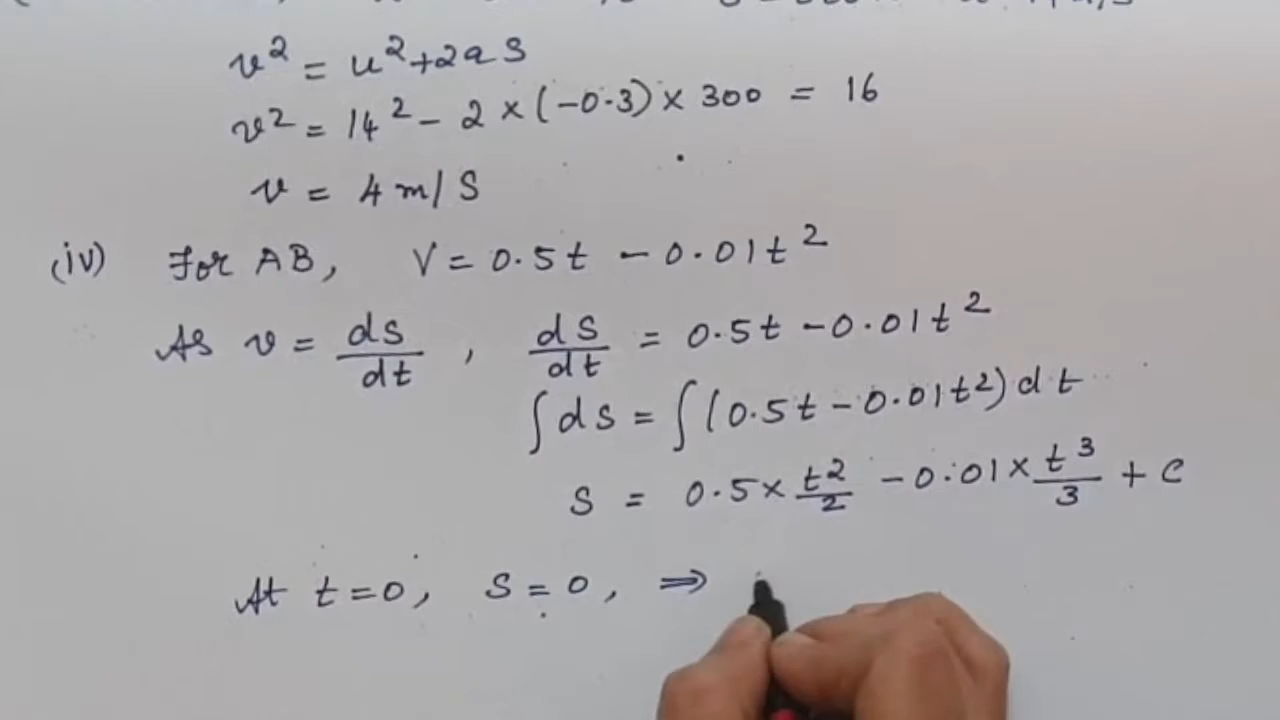 v² = u² + 2as
v² = 14² - 2 × (-0.3) × 300 = 16
v = 4 m/s
(iv) For AB, V = 0.5t - 0.01t²
As v = ds/dt, ds/dt = 0.5t - 0.01t²
∫ds = ∫(0.5t - 0.01t²)dt
S = 0.5 × t²/2 - 0.01 × t³/3 + c
At t = 0, S = 0, ⇒